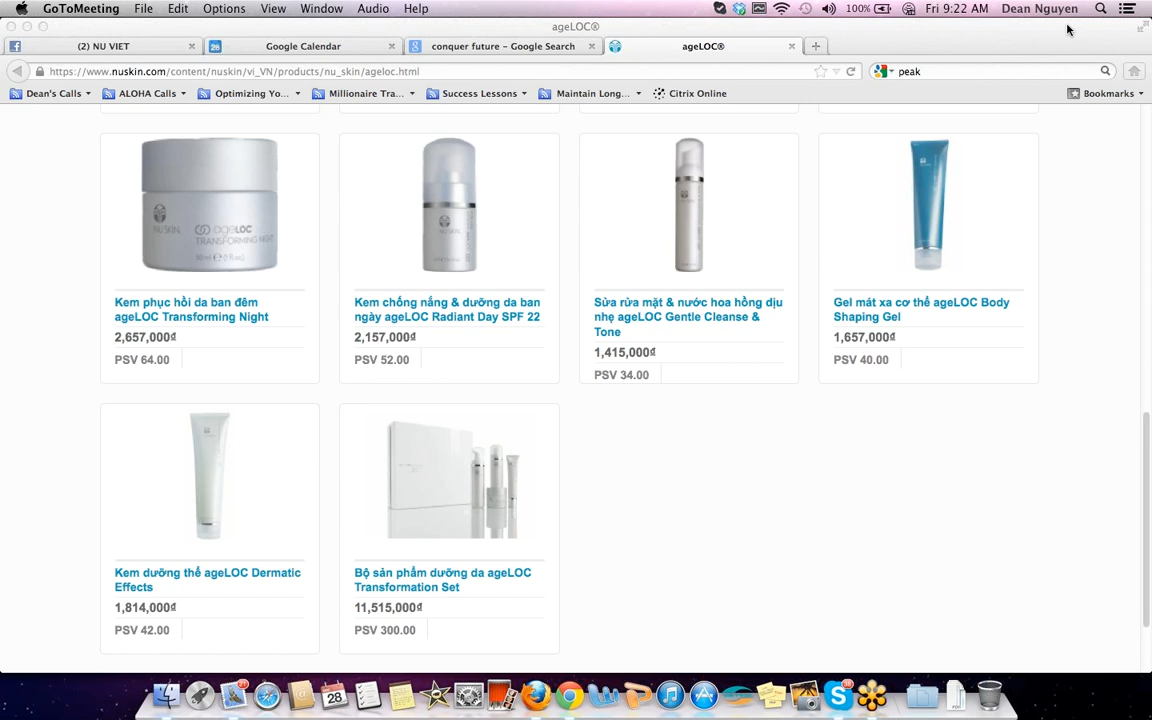 GoToMeeting File Edit Options View Window Audio Help 100% Fri 9:22 AM Dean Nguyen
ageLOC®
(2) NU VIET Google Calendar conquer future – Google Search ageLOC®
https://www.nuskin.com/content/nuskin/vi_VN/products/nu_skin/ageloc.html peak
Dean's Calls ALOHA Calls Optimizing Yo... Millionaire Tra... Success Lessons Maintain Long... Citrix Online Bookmarks
NU SKIN
ageLOC
TRANSFORMING NIGHT
Kem phục hồi da ban đêm
ageLOC Transforming Night
2,657,000₫
PSV 64.00
Kem chống nắng & dưỡng da ban
ngày ageLOC Radiant Day SPF 22
2,157,000₫
PSV 52.00
Sửa rửa mặt & nước hoa hồng dịu
nhẹ ageLOC Gentle Cleanse &
Tone
1,415,000₫
PSV 34.00
Gel mát xa cơ thể ageLOC Body
Shaping Gel
1,657,000₫
PSV 40.00
Kem dưỡng thể ageLOC Dermatic
Effects
1,814,000₫
PSV 42.00
Bộ sản phẩm dưỡng da ageLOC
Transformation Set
11,515,000₫
PSV 300.00
28